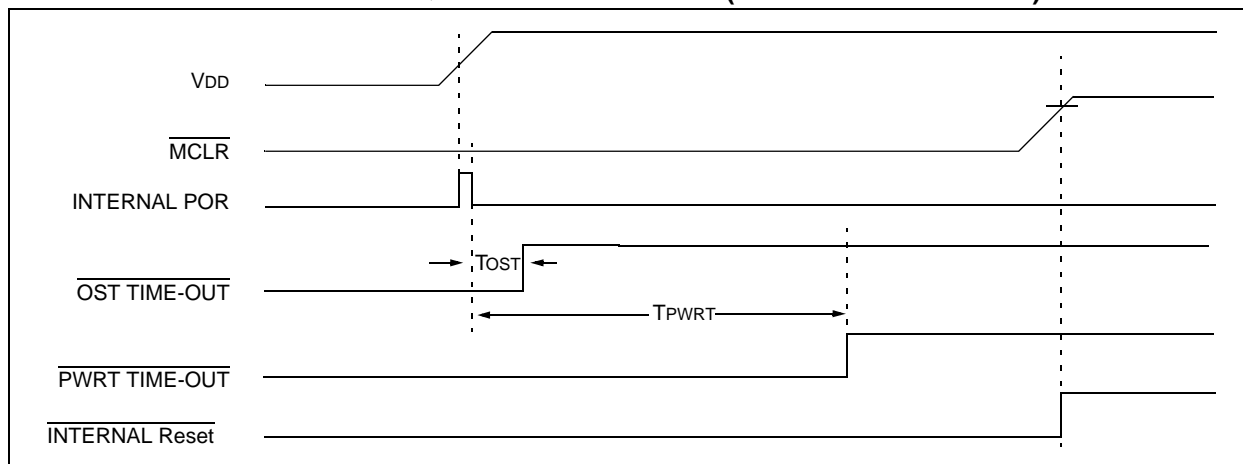 VDD
MCLR
INTERNAL POR
TOST
OST TIME-OUT
TPWRT
PWRT TIME-OUT
INTERNAL Reset